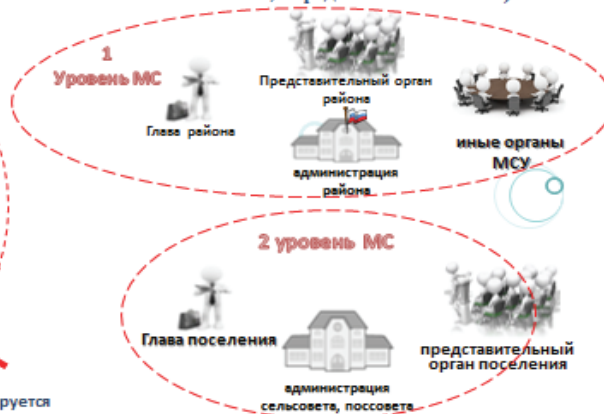 1
Уровень МС
Представительный орган
района
Глава района
администрация
района
иные органы
МСУ
2 уровень МС
Глава поселения
администрация
сельсовета, поссовета
представительный
орган поселения